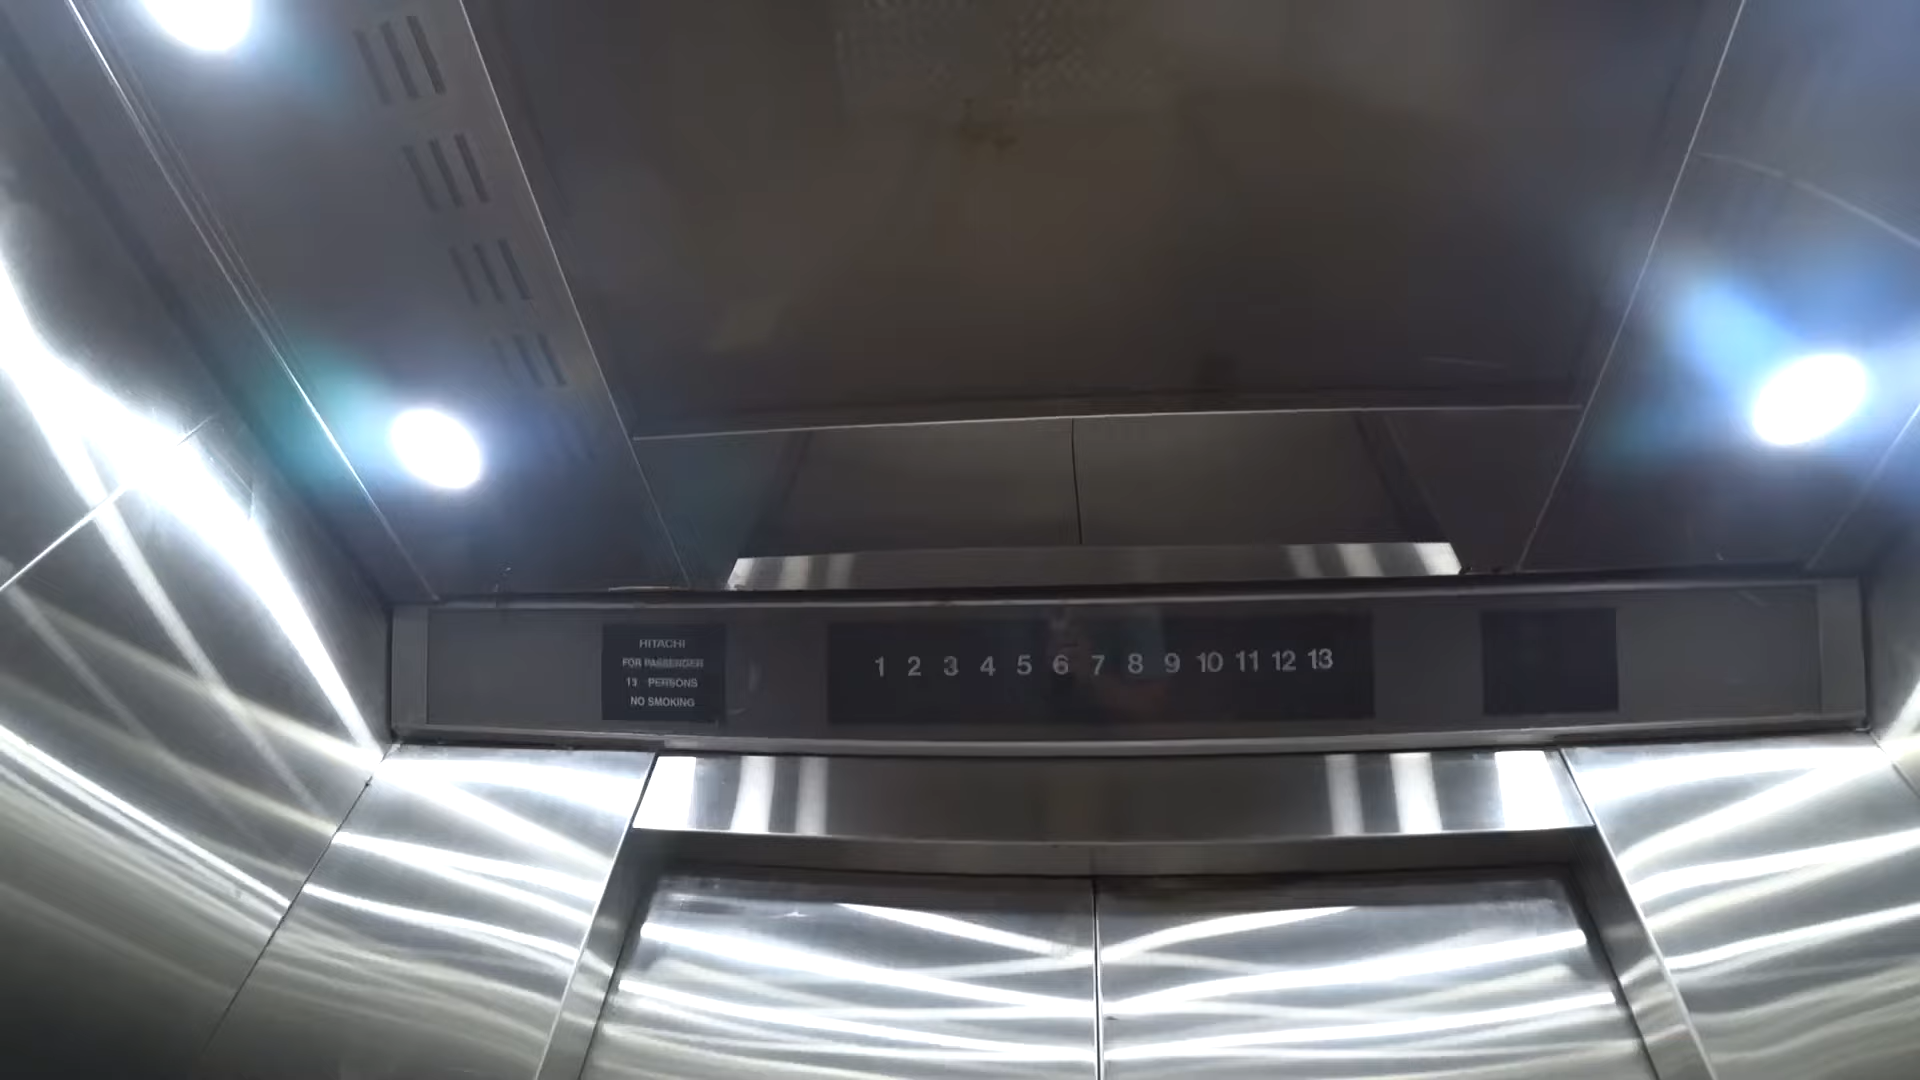 HITACHI
FOR PASSENGER
13 PERSONS
NO SMOKING
1 2 3 4 5 6 7 8 9 10 11 12 13